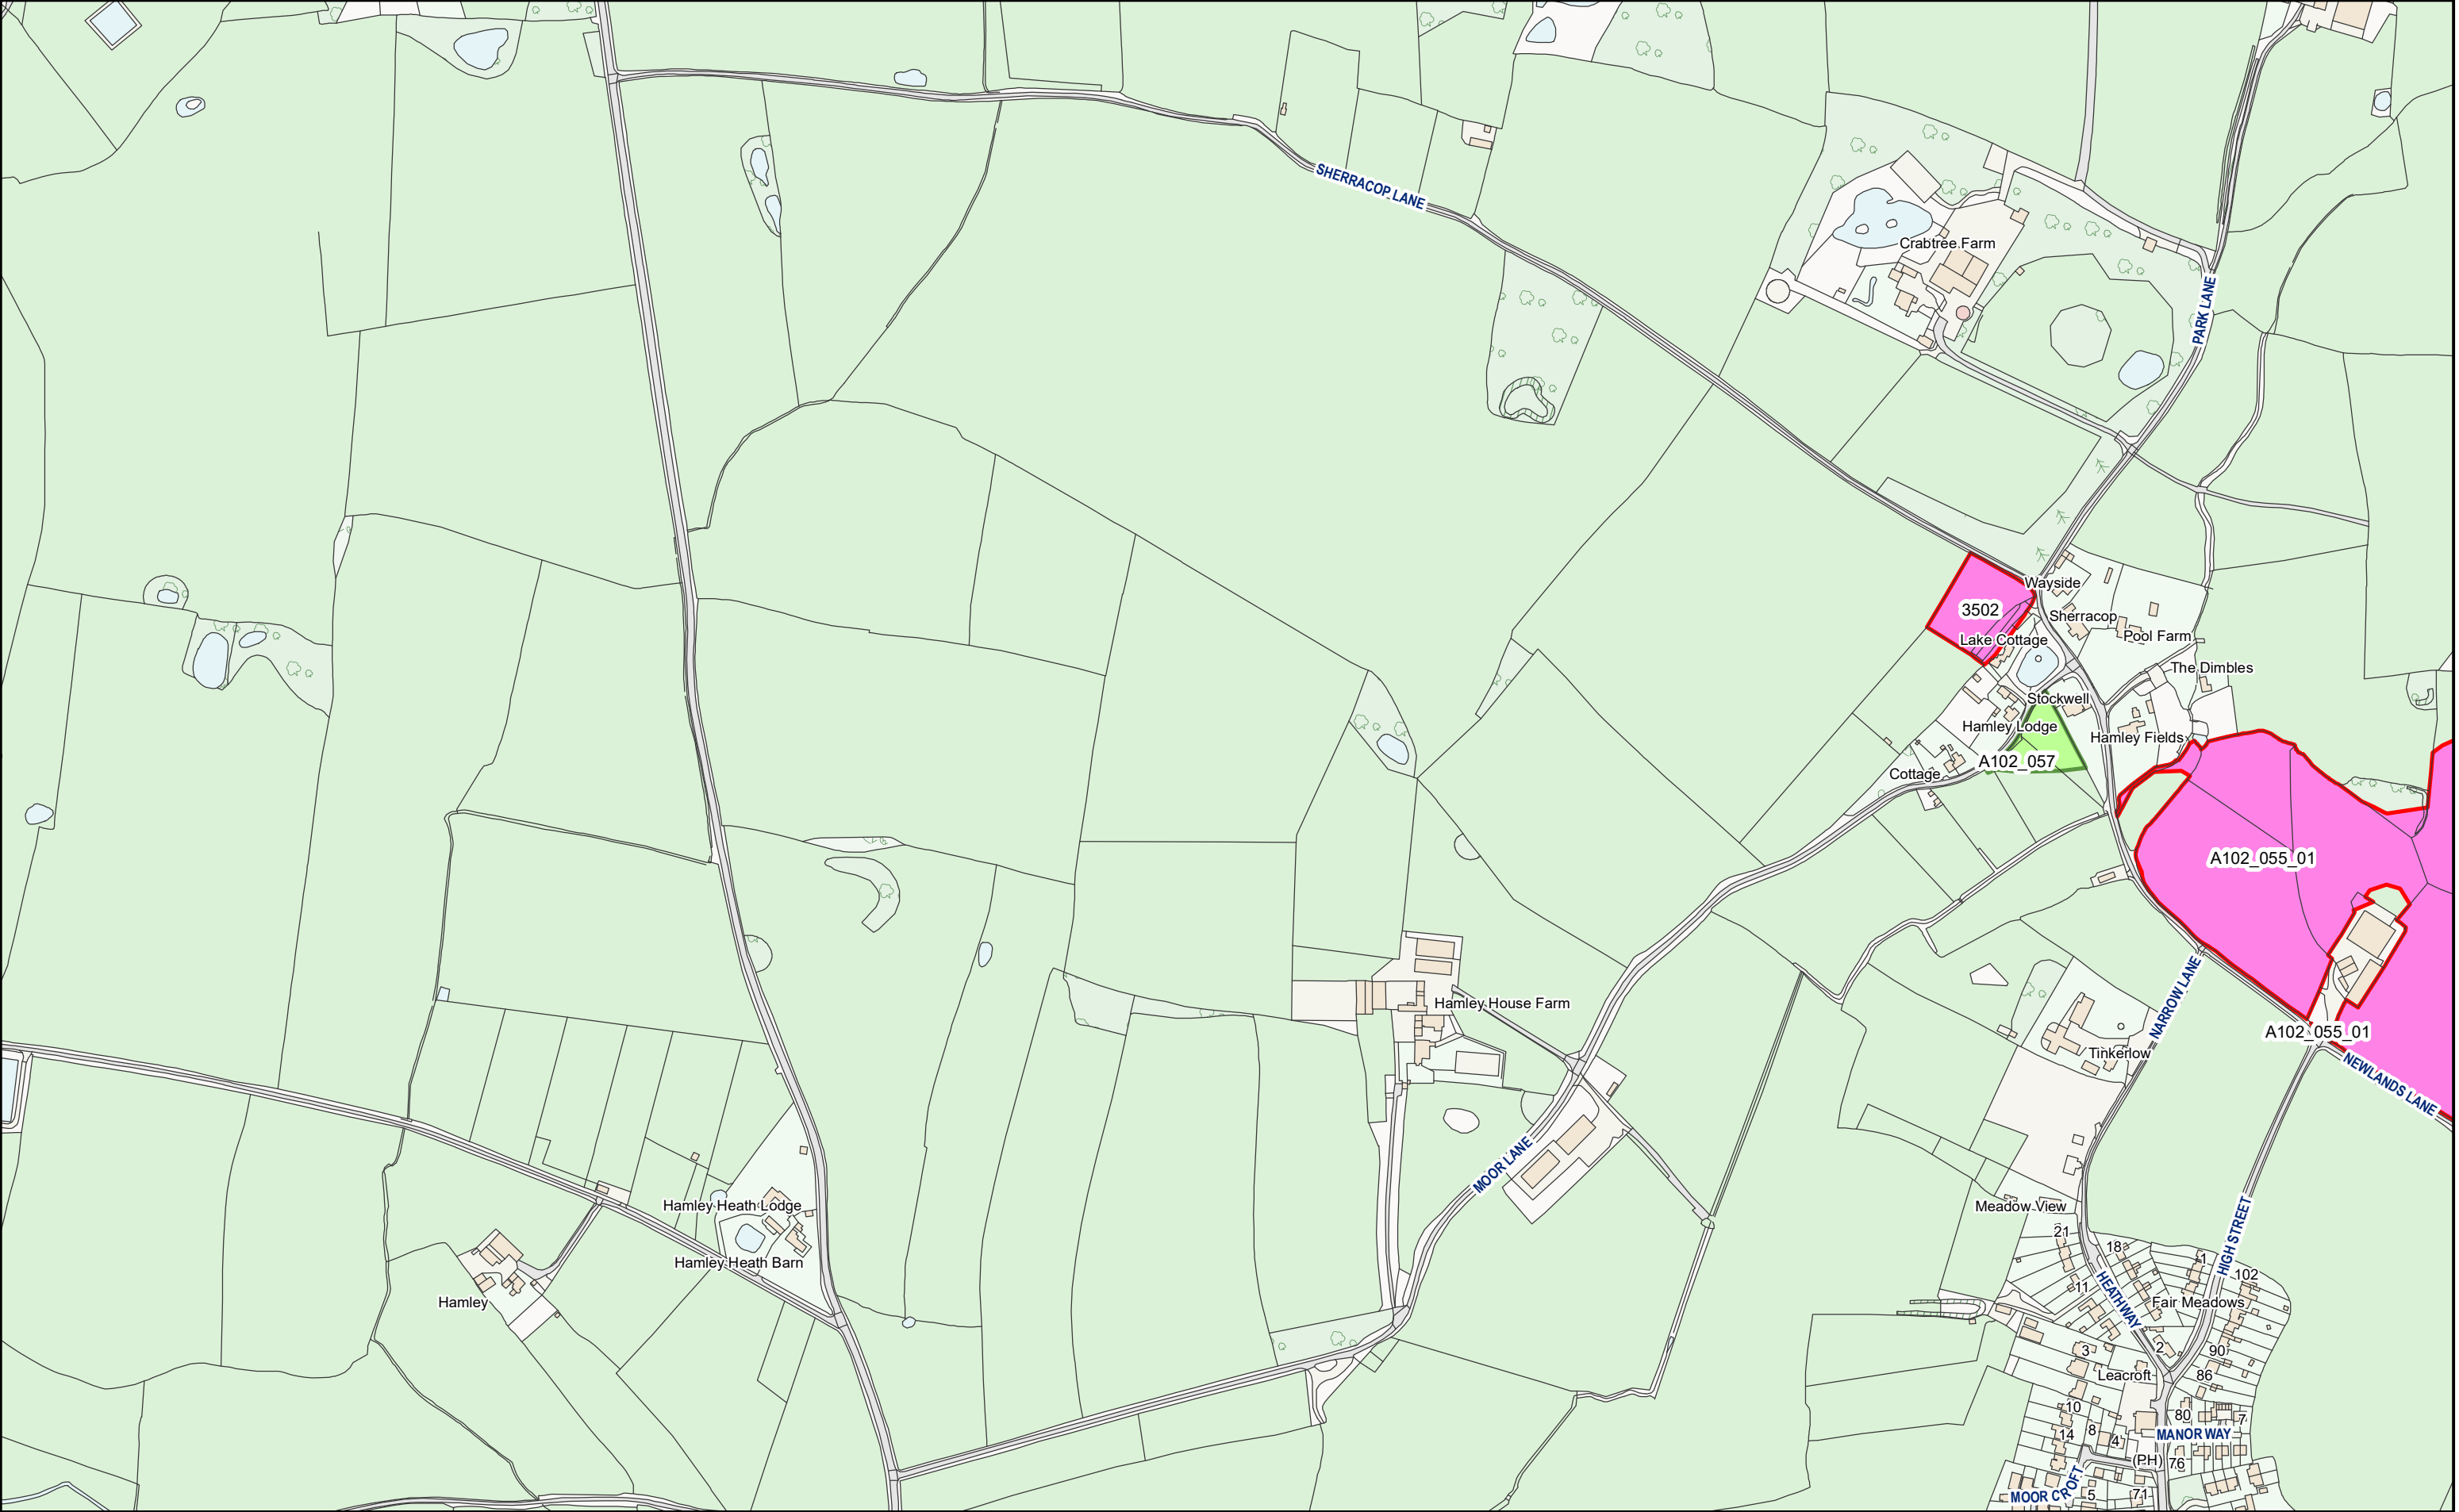 SHERRACOP LANE
Crabtree Farm
PARK LANE
Wayside
3502
Sherracop
Pool Farm
Lake Cottage
The Dimbles
Stockwell
Hamley Lodge
Hamley Fields
A102_057
Cottage
A102_055_01
Hamley House Farm
NARROW LANE
A102_055_01
Tinkerlow
NEWLANDS LANE
MOOR LANE
Hamley Heath Lodge
Meadow View
21
18
1
HIGH STREET
Hamley Heath Barn
102
11
HEATHWAY
Fair Meadows
Hamley
3
2
90
Leacroft
86
10
80
7
14
8
4
MANOR WAY
(PH)
76
MOOR CROFT
5
71